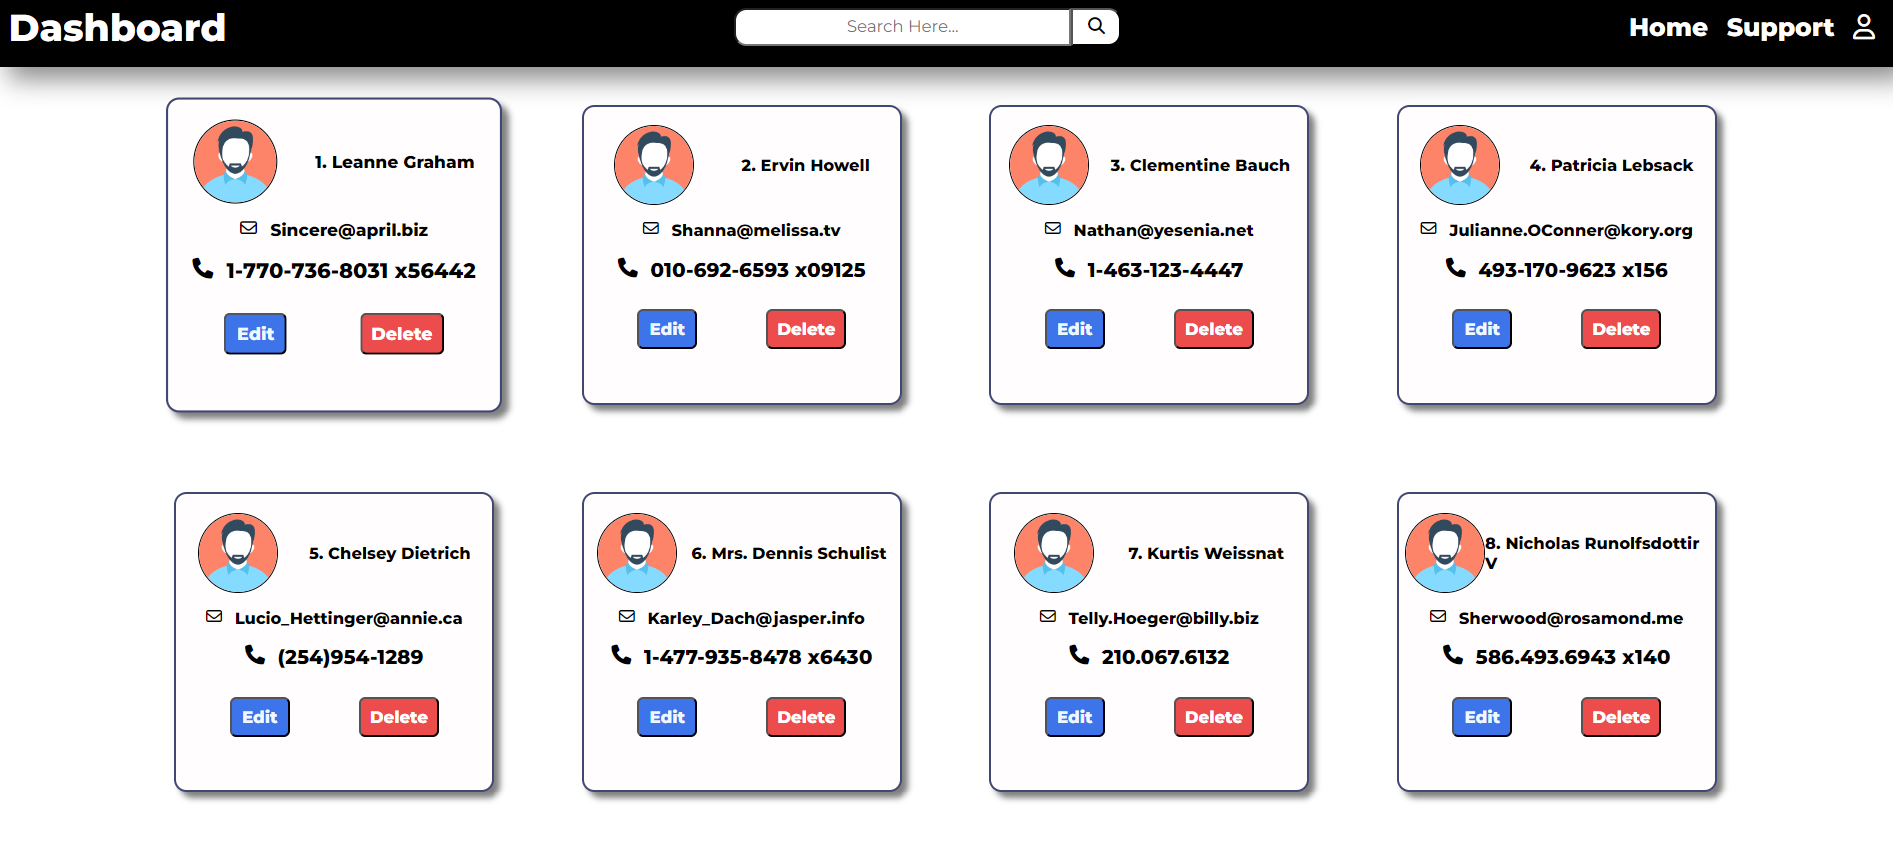 Dashboard
Search Here...
Home Support
1. Leanne Graham
Sincere@april.biz
1-770-736-8031 x56442
Edit Delete
2. Ervin Howell
Shanna@melissa.tv
010-692-6593 x09125
Edit Delete
3. Clementine Bauch
Nathan@yesenia.net
1-463-123-4447
Edit Delete
4. Patricia Lebsack
Julianne.OConner@kory.org
493-170-9623 x156
Edit Delete
5. Chelsey Dietrich
Lucio_Hettinger@annie.ca
(254)954-1289
Edit Delete
6. Mrs. Dennis Schulist
Karley_Dach@jasper.info
1-477-935-8478 x6430
Edit Delete
7. Kurtis Weissnat
Telly.Hoeger@billy.biz
210.067.6132
Edit Delete
8. Nicholas Runolfsdottir
V
Sherwood@rosamond.me
586.493.6943 x140
Edit Delete